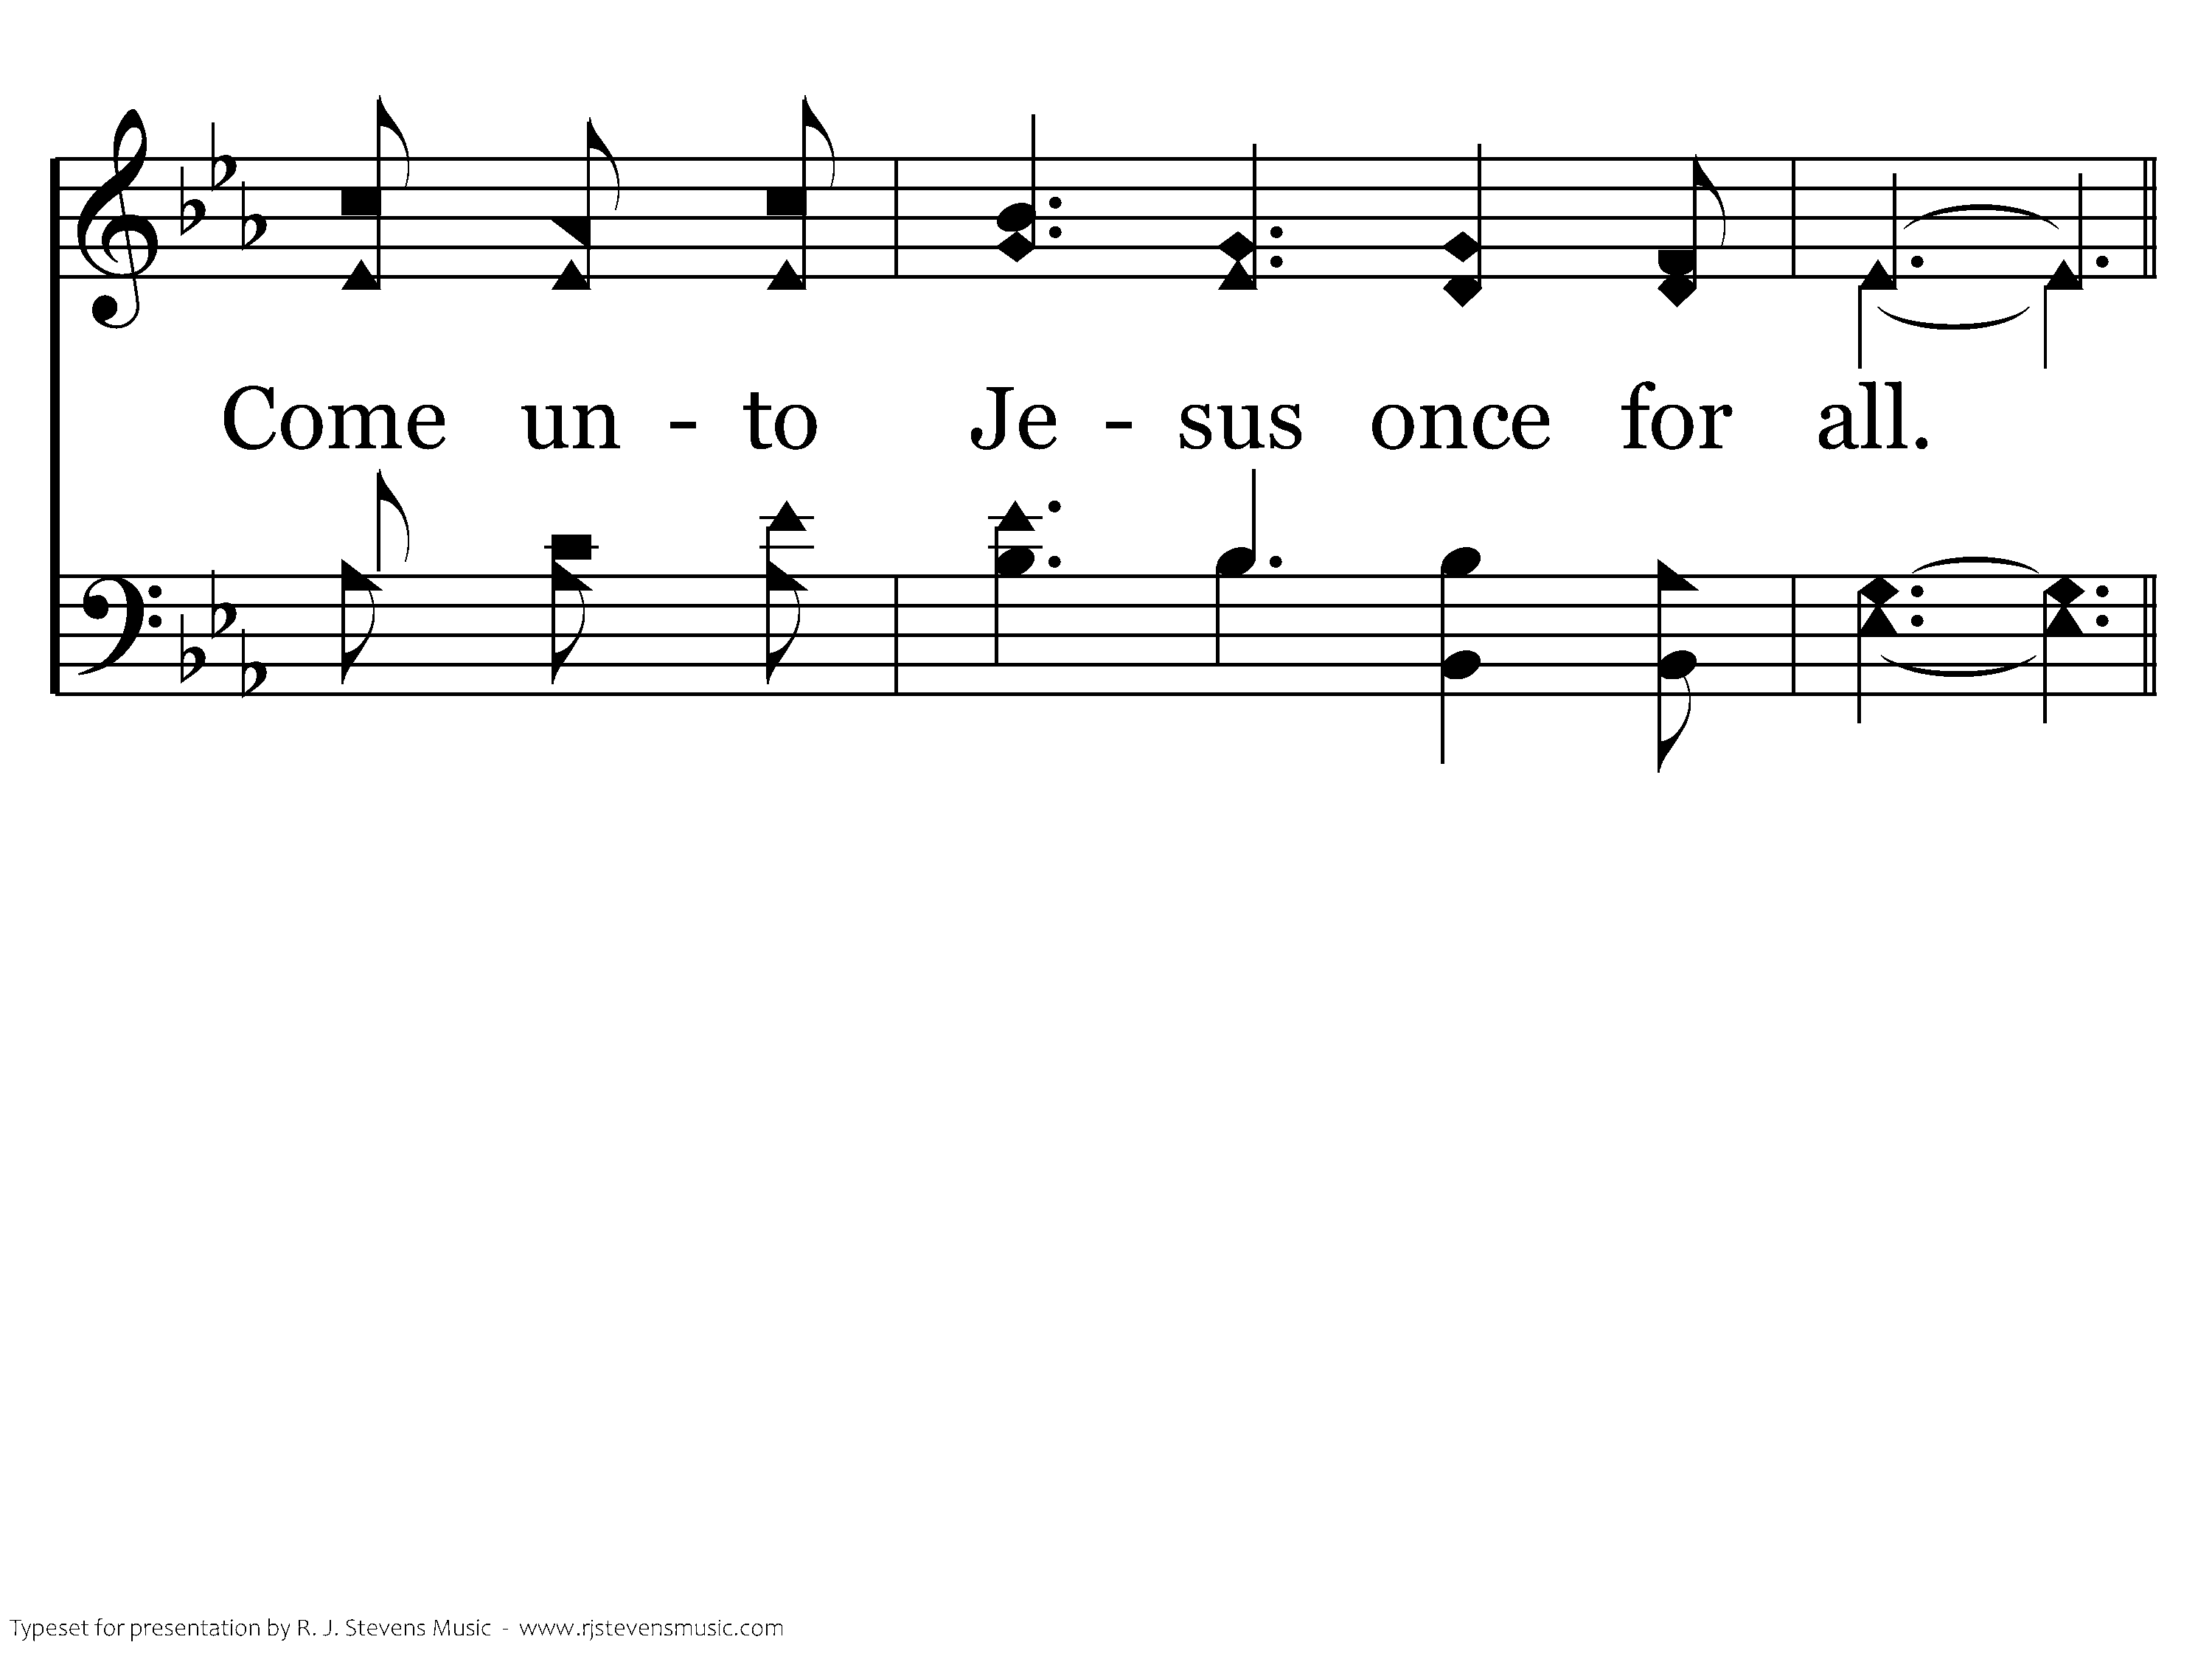 Come un - to Je - sus once for all.
Typeset for presentation by R. J. Stevens Music - www.rjstevensmusic.com